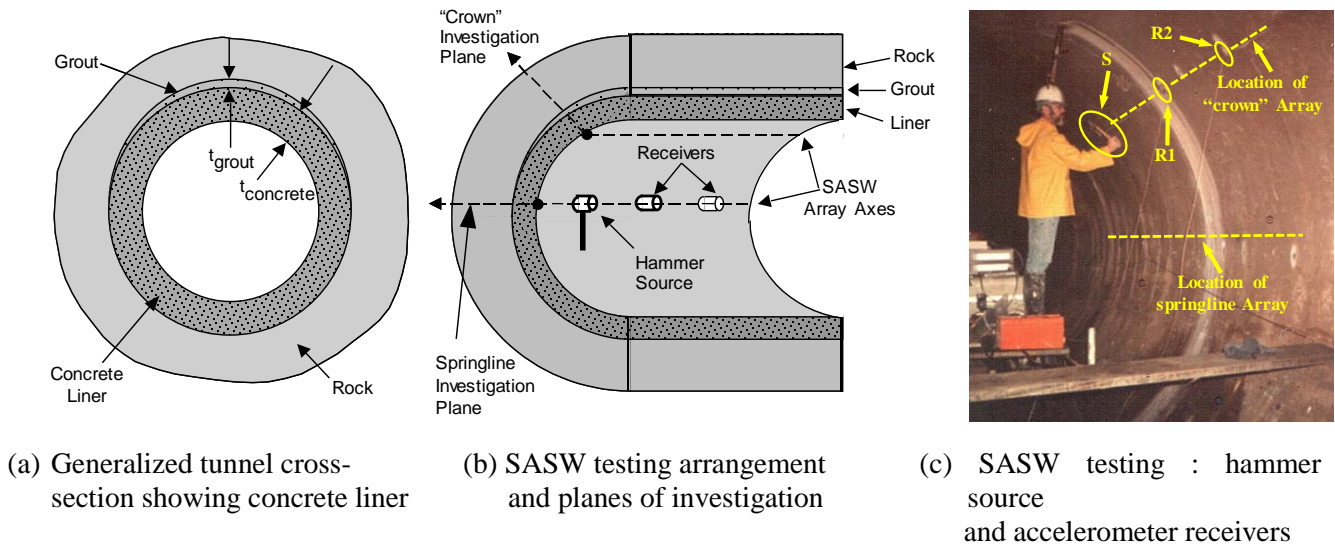 Grout
t grout
t concrete
Concrete
Liner
Rock
“Crown”
Investigation
Plane
Rock
Grout
Liner
Receivers
SASW
Array Axes
Hammer
Source
Springline
Investigation
Plane
R2
R1
S
Location of
“crown” Array
Location of
springline Array
(a) Generalized tunnel cross-
section showing concrete liner
(b) SASW testing arrangement
and planes of investigation
(c) SASW testing : hammer
source
and accelerometer receivers